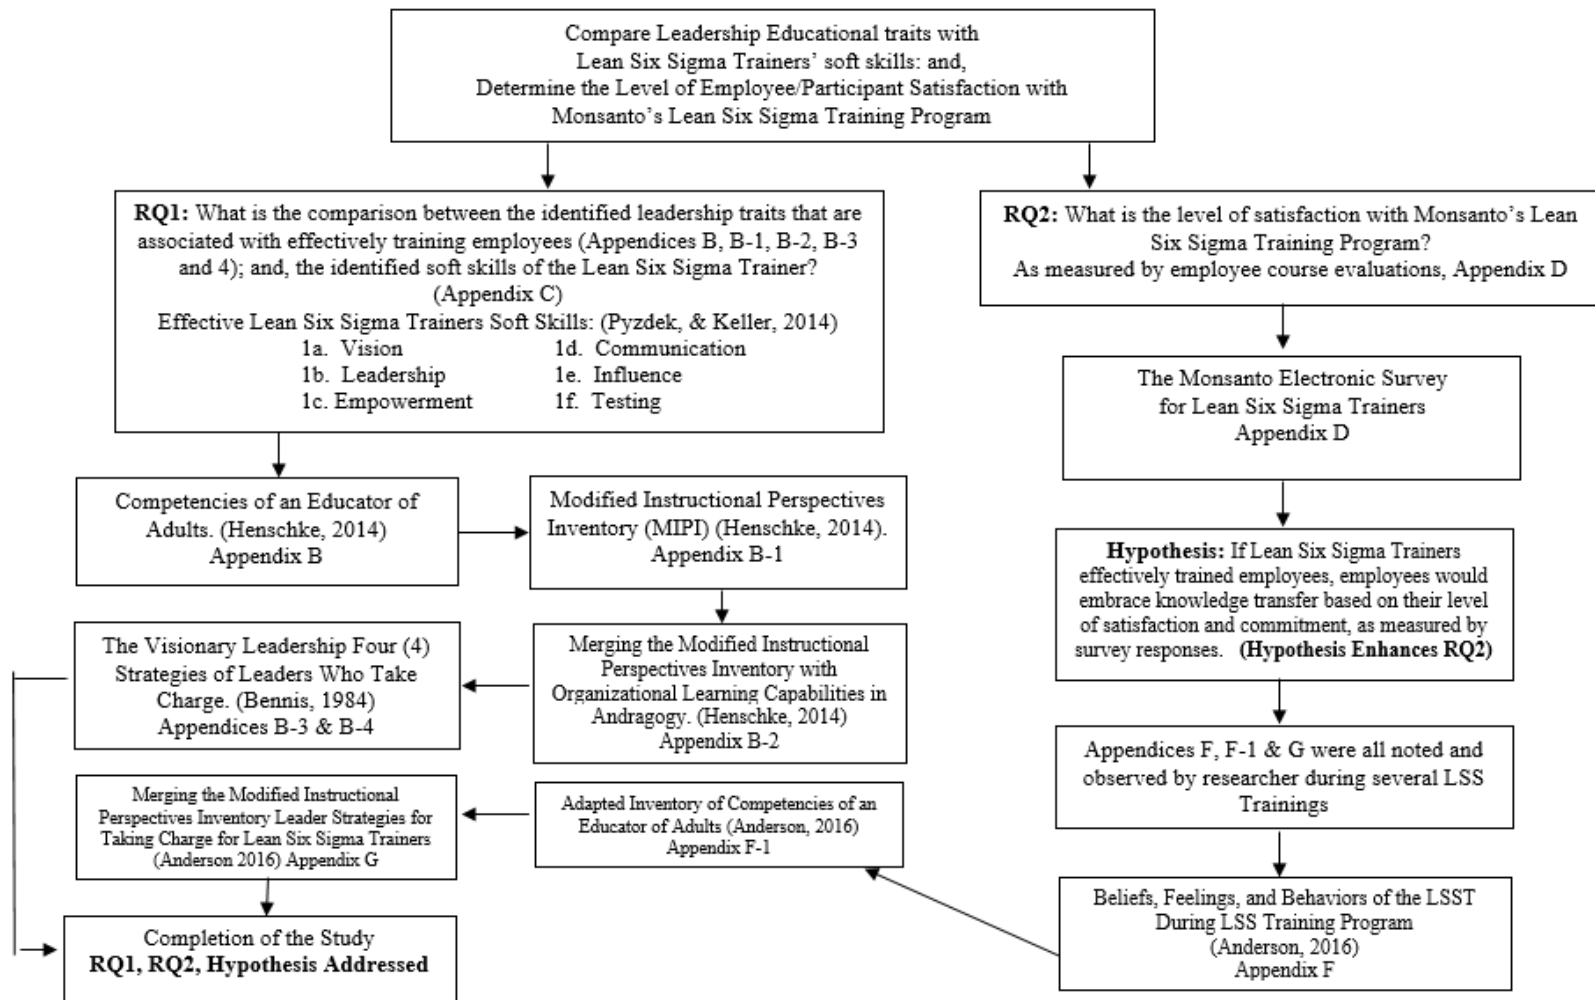 Compare Leadership Educational traits with
Lean Six Sigma Trainers’ soft skills: and,
Determine the Level of Employee/Participant Satisfaction with
Monsanto’s Lean Six Sigma Training Program
RQ1: What is the comparison between the identified leadership traits that are
associated with effectively training employees (Appendices B, B-1, B-2, B-3
and 4); and, the identified soft skills of the Lean Six Sigma Trainer?
(Appendix C)
Effective Lean Six Sigma Trainers Soft Skills: (Pyzdek, & Keller, 2014)
1a. Vision
1b. Leadership
1c. Empowerment
1d. Communication
1e. Influence
1f. Testing
RQ2: What is the level of satisfaction with Monsanto’s Lean
Six Sigma Training Program?
As measured by employee course evaluations, Appendix D
The Monsanto Electronic Survey
for Lean Six Sigma Trainers
Appendix D
Competencies of an Educator of
Adults. (Henschke, 2014)
Appendix B
Modified Instructional Perspectives
Inventory (MIPI) (Henschke, 2014).
Appendix B-1
Hypothesis: If Lean Six Sigma Trainers
effectively trained employees, employees would
embrace knowledge transfer based on their level
of satisfaction and commitment, as measured by
survey responses. (Hypothesis Enhances RQ2)
The Visionary Leadership Four (4)
Strategies of Leaders Who Take
Charge. (Bennis, 1984)
Appendices B-3 & B-4
Merging the Modified Instructional
Perspectives Inventory with
Organizational Learning Capabilities in
Andragogy. (Henschke, 2014)
Appendix B-2
Appendices F, F-1 & G were all noted and
observed by researcher during several LSS
Trainings
Merging the Modified Instructional
Perspectives Inventory Leader Strategies for
Taking Charge for Lean Six Sigma Trainers
(Anderson 2016) Appendix G
Adapted Inventory of Competencies of an
Educator of Adults (Anderson, 2016)
Appendix F-1
Beliefs, Feelings, and Behaviors of the LSST
During LSS Training Program
(Anderson, 2016)
Appendix F
Completion of the Study
RQ1, RQ2, Hypothesis Addressed